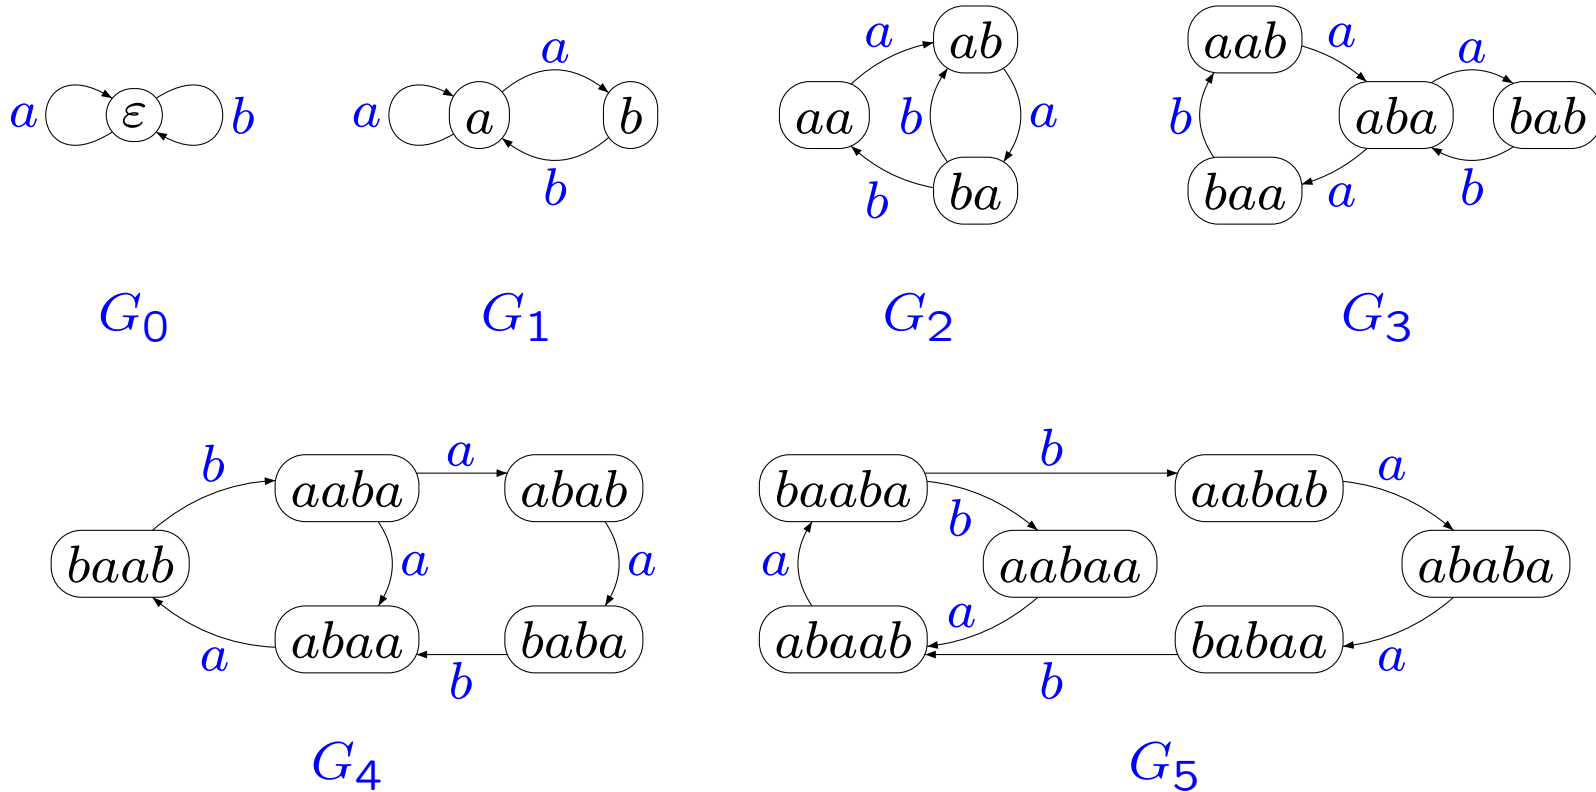 a ε b
a a a b b
a aa ab b a b ba
aab a a b aba bab baa a b
G0 G1 G2 G3
b aaba a abab baab a a a abaa b baba
baaba b aabab a b a aabaa ababa abaab a b babaa a
G4 G5